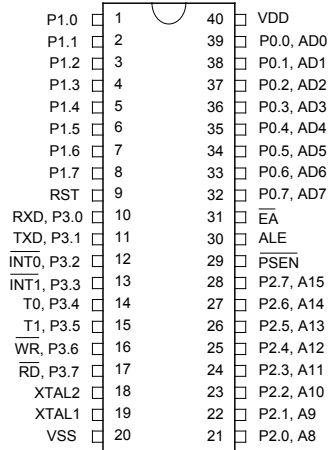 P1.0 1 40 VDD
P1.1 2 39 P0.0, AD0
P1.2 3 38 P0.1, AD1
P1.3 4 37 P0.2, AD2
P1.4 5 36 P0.3, AD3
P1.5 6 35 P0.4, AD4
P1.6 7 34 P0.5, AD5
P1.7 8 33 P0.6, AD6
RST 9 32 P0.7, AD7
RXD, P3.0 10 31 E̅A̅
TXD, P3.1 11 30 ALE
I̅N̅T̅0̅, P3.2 12 29 P̅S̅E̅N̅
I̅N̅T̅1̅, P3.3 13 28 P2.7, A15
T0, P3.4 14 27 P2.6, A14
T1, P3.5 15 26 P2.5, A13
W̅R̅, P3.6 16 25 P2.4, A12
R̅D̅, P3.7 17 24 P2.3, A11
XTAL2 18 23 P2.2, A10
XTAL1 19 22 P2.1, A9
VSS 20 21 P2.0, A8